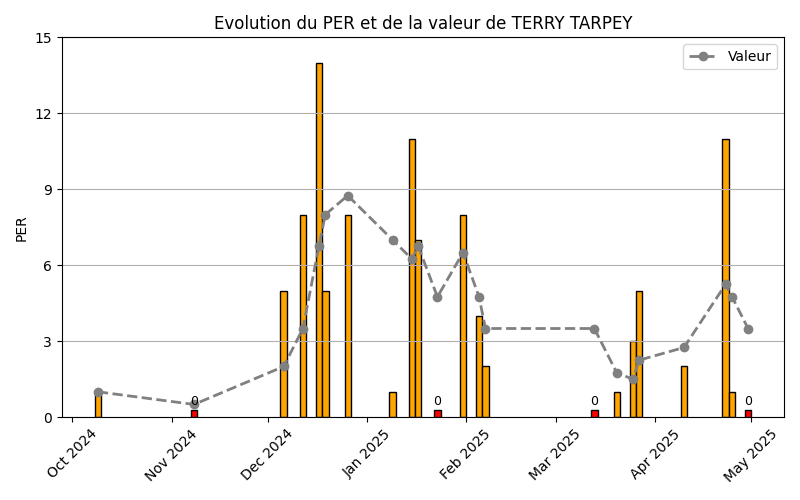 Evolution du PER et de la valeur de TERRY TARPEY
Valeur
PER
15
12
9
6
3
0
0
0
0
0
Oct 2024
Nov 2024
Dec 2024
Jan 2025
Feb 2025
Mar 2025
Apr 2025
May 2025